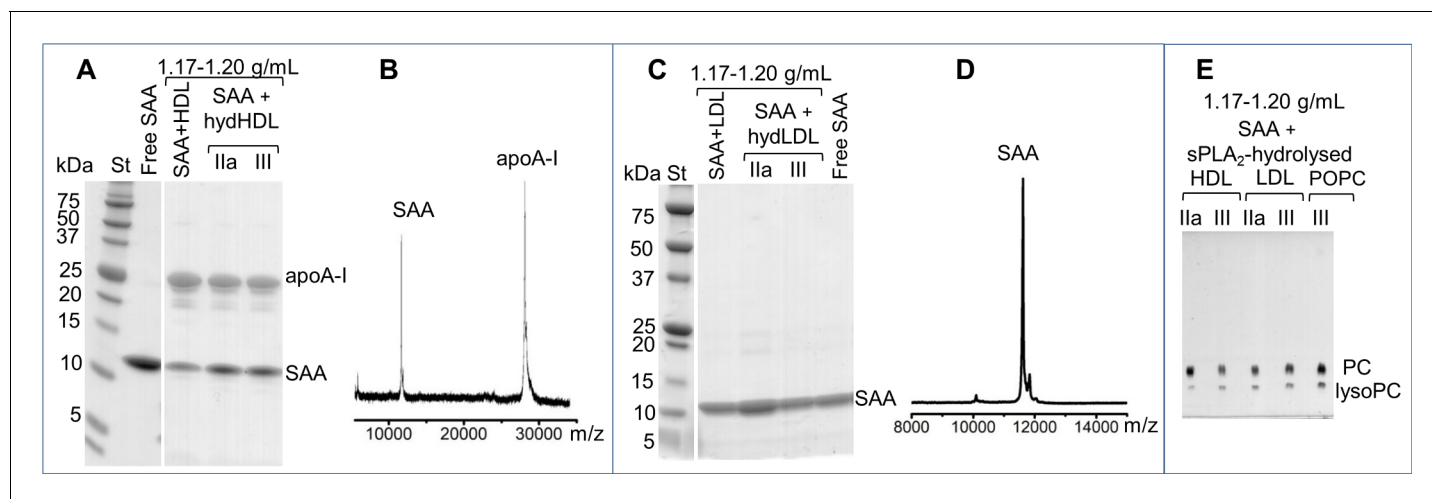 A
1.17-1.20 g/mL
Free SAA
SAA+HDL
SAA +
hydHDL
IIa III
kDa St
75
50
37
25
20
15
10
5
apoA-I
SAA
B
SAA
apoA-I
10000 20000 30000 m/z
C
1.17-1.20 g/mL
SAA+LDL
SAA +
hydLDL
IIa III
Free SAA
kDa St
75
50
37
25
20
15
10
5
SAA
D
SAA
8000 10000 12000 14000 m/z
E
1.17-1.20 g/mL
SAA +
sPLA₂-hydrolysed
HDL LDL POPC
IIa III IIa III III
PC
lysoPC